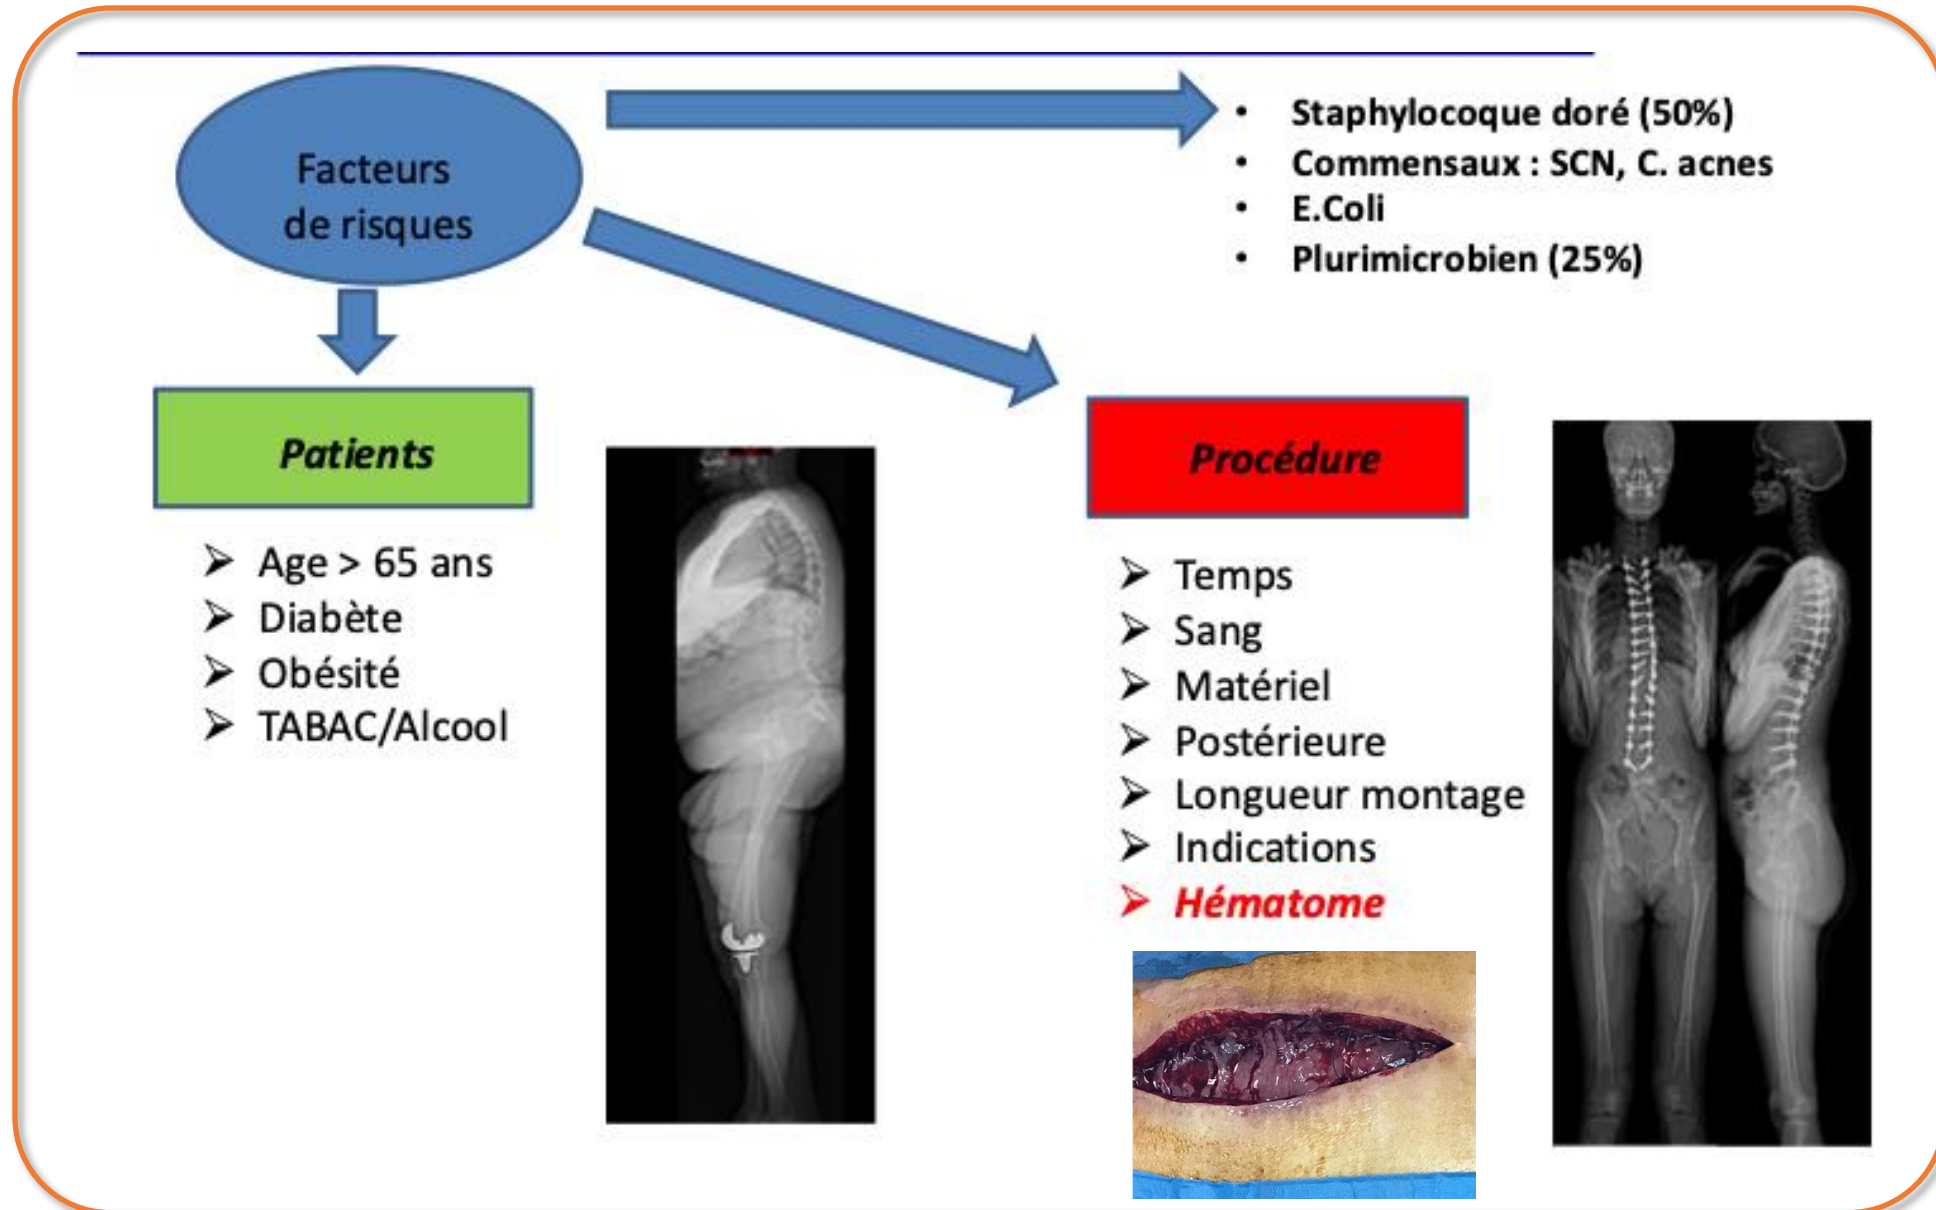 Facteurs
de risques
• Staphylocoque doré (50%)
• Commensaux : SCN, C. acnes
• E.Coli
• Plurimicrobien (25%)
Patients
➢ Age > 65 ans
➢ Diabète
➢ Obésité
➢ TABAC/Alcool
Procédure
➢ Temps
➢ Sang
➢ Matériel
➢ Postérieure
➢ Longueur montage
➢ Indications
➢ Hématome